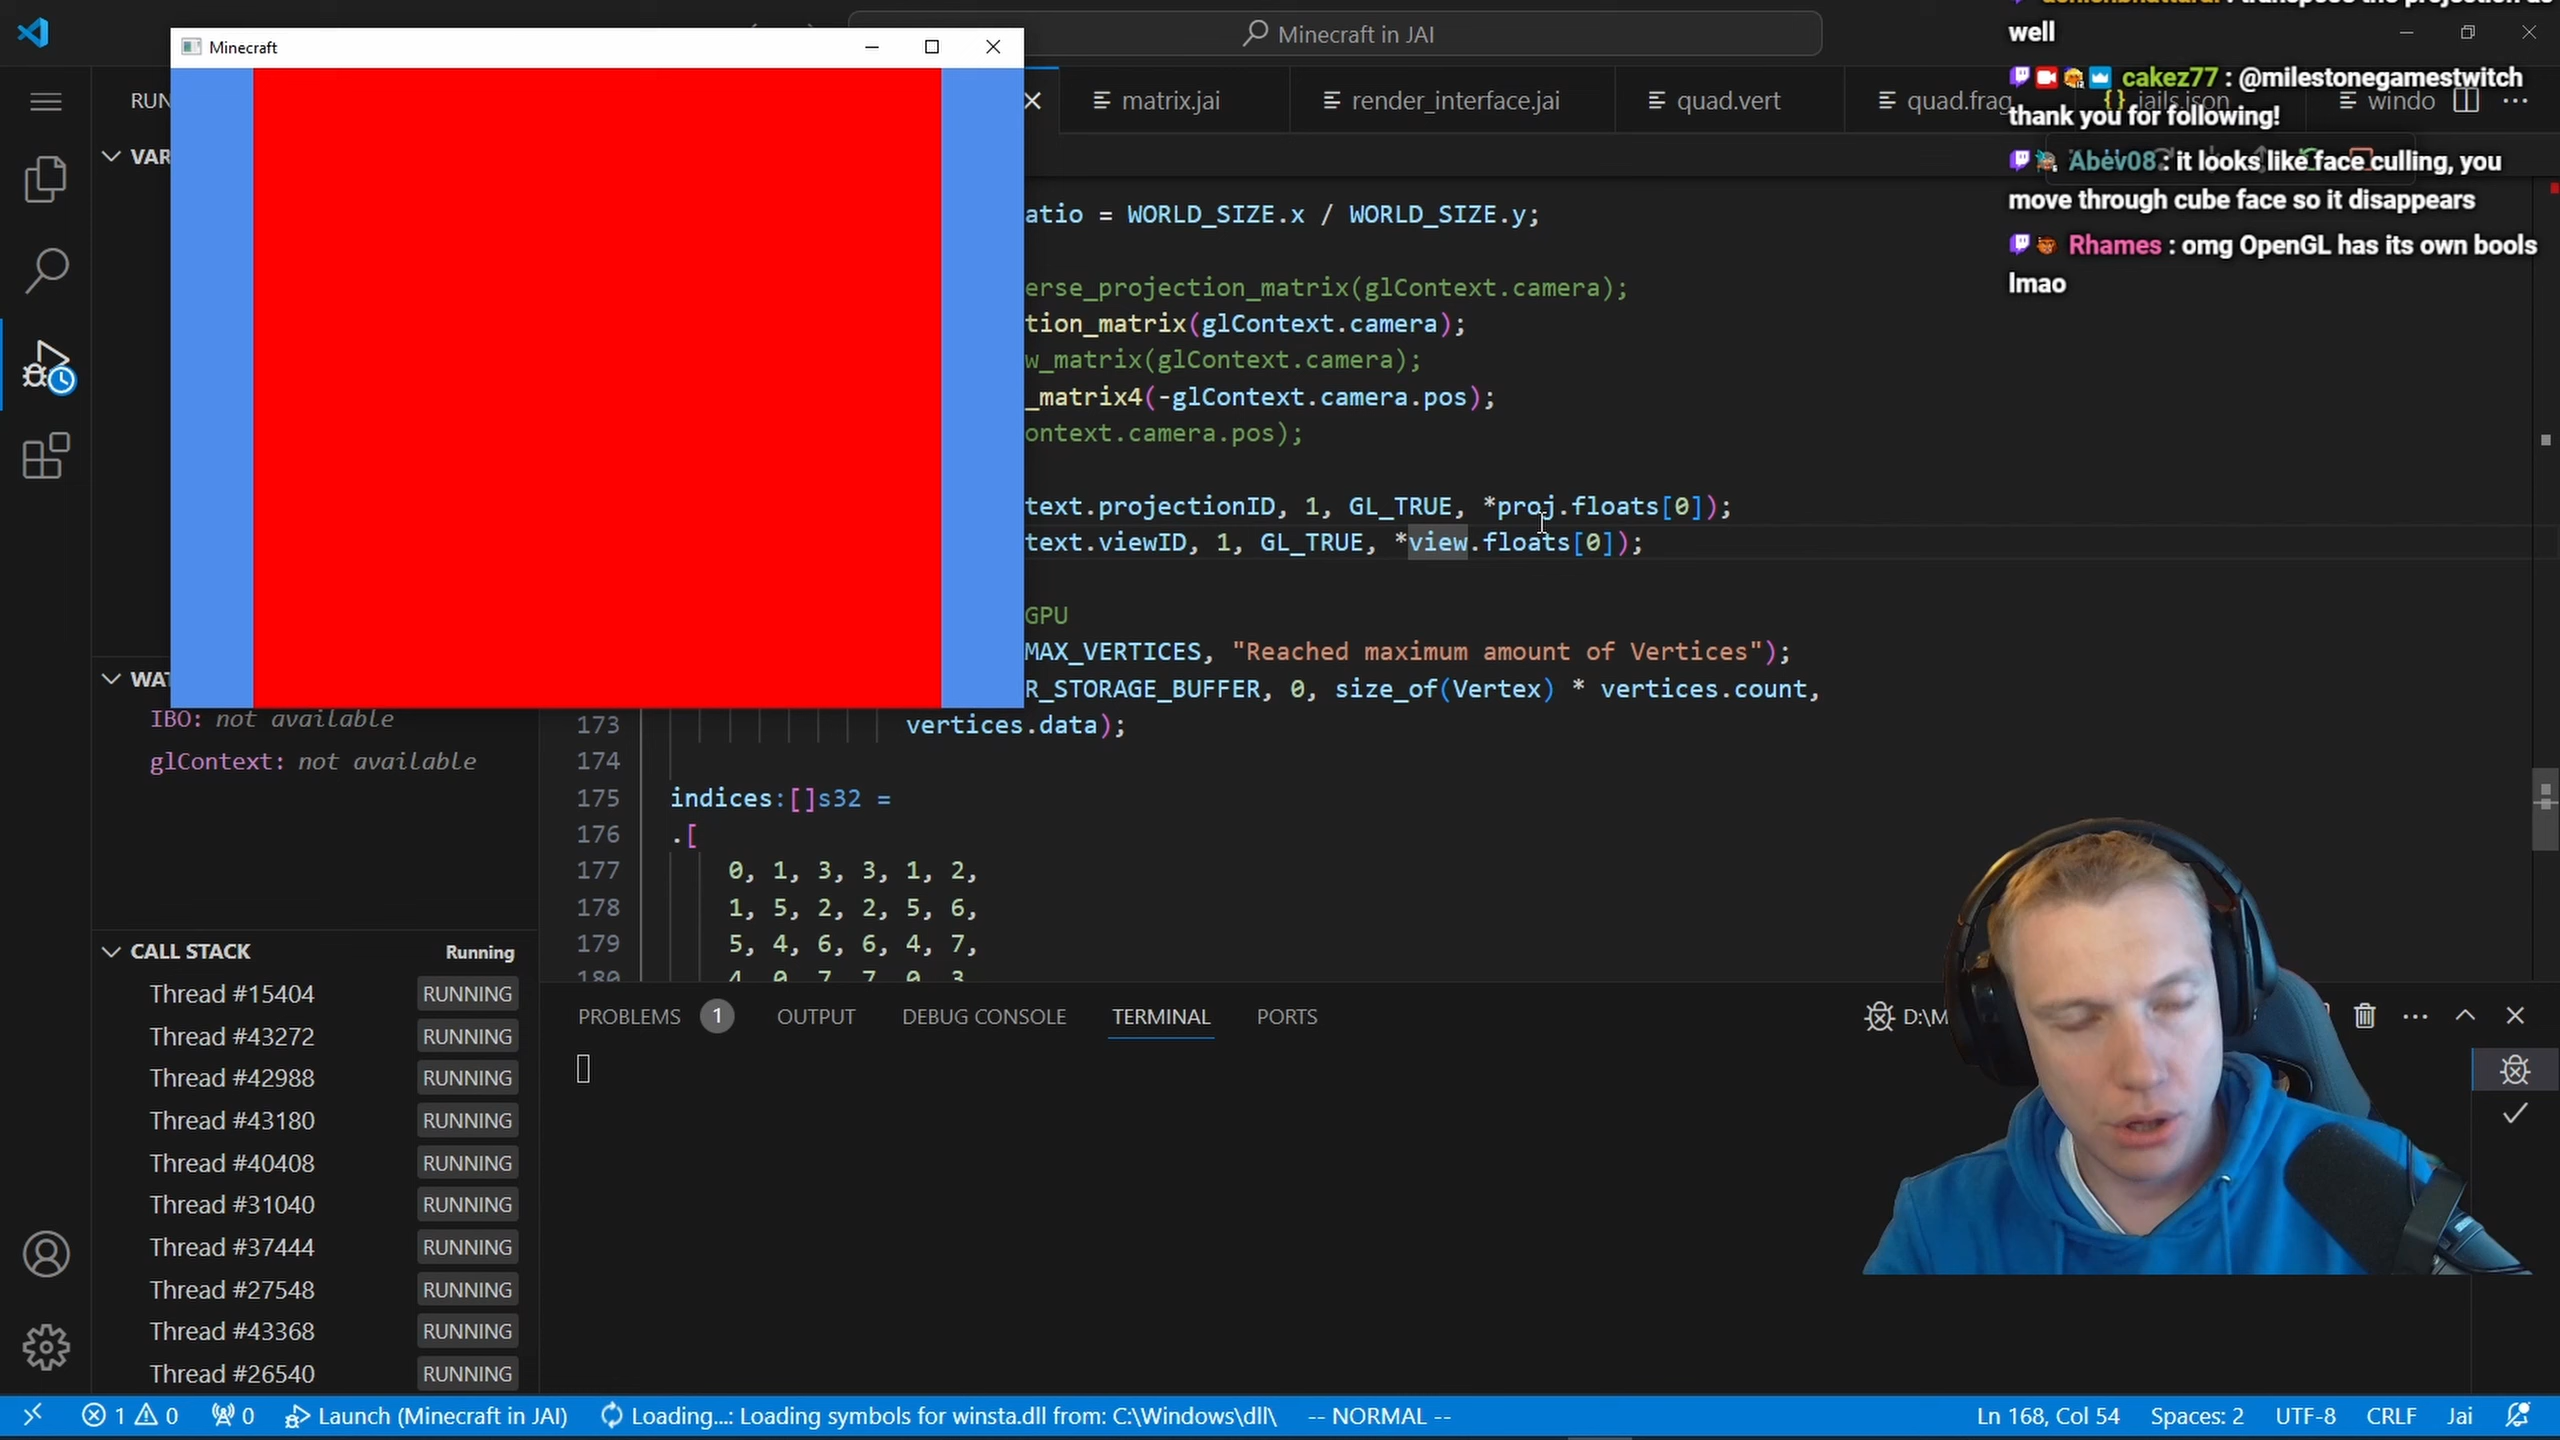 Minecraft in JAI
Minecraft
well
cakez77 : @milestonegamestwitch
thank you for following!
Abev08 : it looks like face culling, you
move through cube face so it disappears
Rhames : omg OpenGL has its own bools
lmao
RUN
matrix.jai
render_interface.jai
quad.vert
quad.frag
jails.json
windo
VAR
atio = WORLD_SIZE.x / WORLD_SIZE.y;
erse_projection_matrix(glContext.camera);
tion_matrix(glContext.camera);
w_matrix(glContext.camera);
_matrix4(-glContext.camera.pos);
ontext.camera.pos);
text.projectionID, 1, GL_TRUE, *proj.floats[0]);
text.viewID, 1, GL_TRUE, *view.floats[0]);
GPU
MAX_VERTICES, "Reached maximum amount of Vertices");
R_STORAGE_BUFFER, 0, size_of(Vertex) * vertices.count,
173 vertices.data);
174
175 indices:[]s32 =
176 .[
177 0, 1, 3, 3, 1, 2,
178 1, 5, 2, 2, 5, 6,
179 5, 4, 6, 6, 4, 7,
180 4, 0, 7, 7, 0, 3,
WAT
IBO: not available
glContext: not available
CALL STACK Running
Thread #15404 RUNNING
Thread #43272 RUNNING
Thread #42988 RUNNING
Thread #43180 RUNNING
Thread #40408 RUNNING
Thread #31040 RUNNING
Thread #37444 RUNNING
Thread #27548 RUNNING
Thread #43368 RUNNING
Thread #26540 RUNNING
PROBLEMS 1 OUTPUT DEBUG CONSOLE TERMINAL PORTS
D:\M
1 0 0 Launch (Minecraft in JAI) Loading...: Loading symbols for winsta.dll from: C:\Windows\dll\ -- NORMAL --
Ln 168, Col 54 Spaces: 2 UTF-8 CRLF Jai